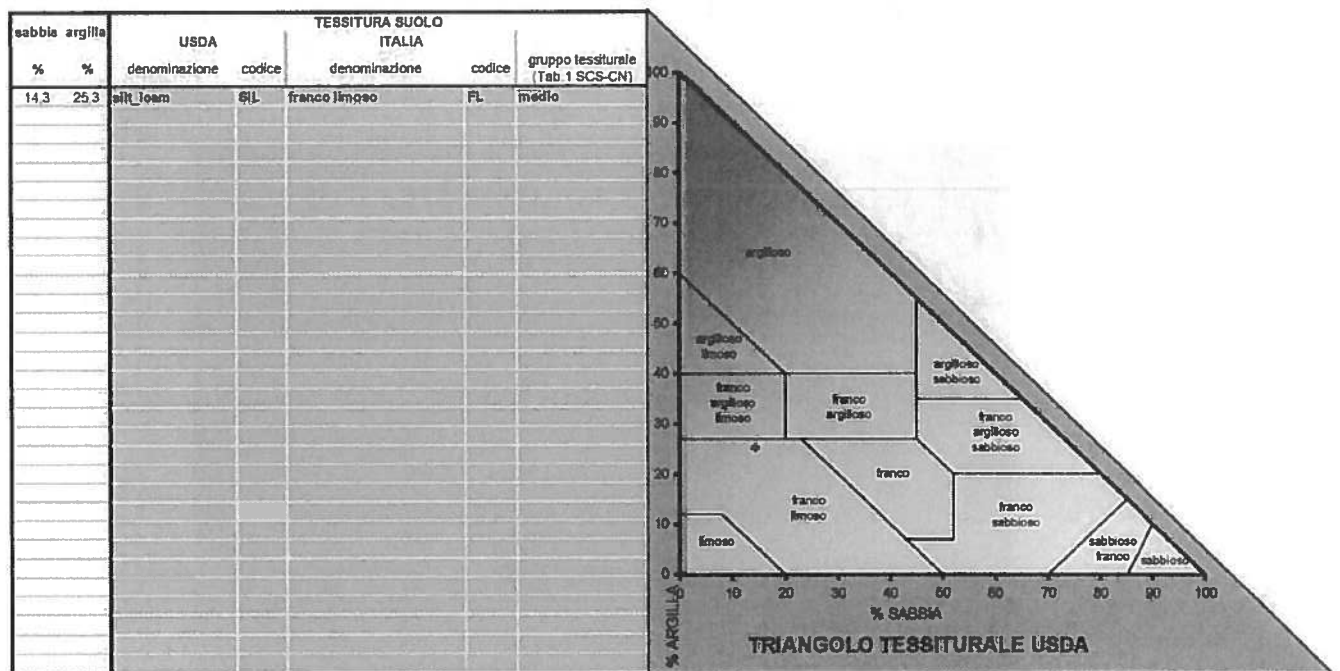 TESSITURA SUOLO
sabbia argilla USDA ITALIA
% % denominazione codice denominazione codice gruppo tessiturale
(Tab.1 SCS-CN)
14,3 25,3 silt_loam SIL franco limoso FL medio
100
90
80
70
60
50
40
30
20
10
0
argilloso
argilloso
limoso
argilloso
sabbioso
franco
argilloso
limoso
franco
argilloso
franco
argilloso
sabbioso
franco
franco
limoso
franco
sabbioso
limoso
sabbioso
franco
sabbioso
0 10 20 30 40 50 60 70 80 90 100
% SABBIA
% ARGILLA
TRIANGOLO TESSITURALE USDA